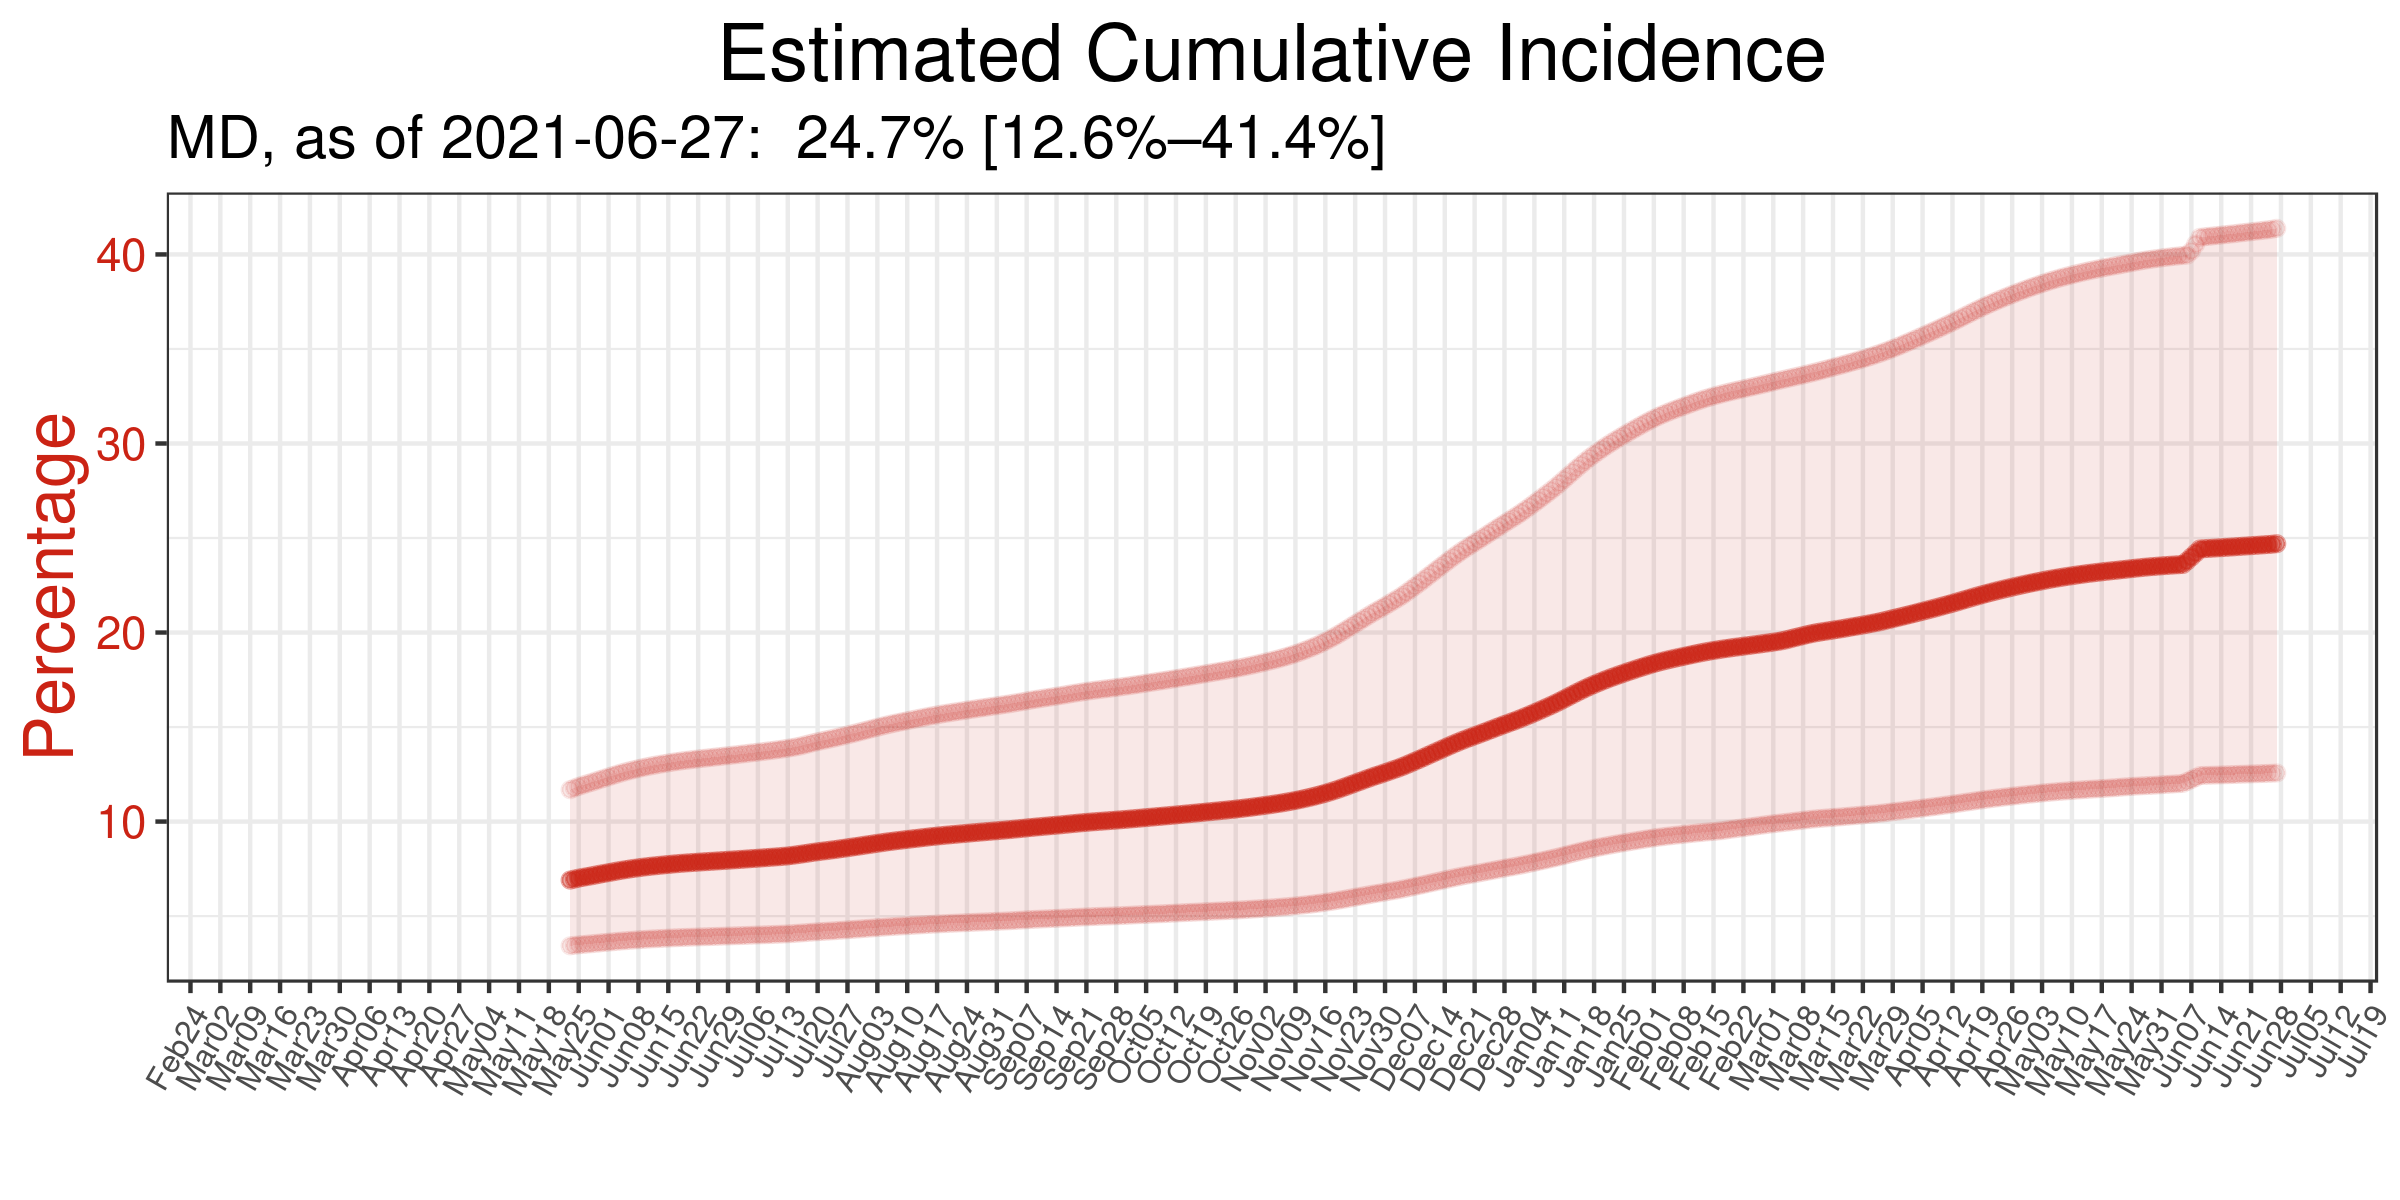 Estimated Cumulative Incidence
MD, as of 2021-06-27:  24.7% [12.6%–41.4%]
Percentage
40
30
20
10
Feb24
Mar02
Mar09
Mar16
Mar23
Mar30
Apr06
Apr13
Apr20
Apr27
May04
May11
May18
May25
Jun01
Jun08
Jun15
Jun22
Jun29
Jul06
Jul13
Jul20
Jul27
Aug03
Aug10
Aug17
Aug24
Aug31
Sep07
Sep14
Sep21
Sep28
Oct05
Oct12
Oct19
Oct26
Nov02
Nov09
Nov16
Nov23
Nov30
Dec07
Dec14
Dec21
Dec28
Jan04
Jan11
Jan18
Jan25
Feb01
Feb08
Feb15
Feb22
Mar01
Mar08
Mar15
Mar22
Mar29
Apr05
Apr12
Apr19
Apr26
May03
May10
May17
May24
May31
Jun07
Jun14
Jun21
Jun28
Jul05
Jul12
Jul19